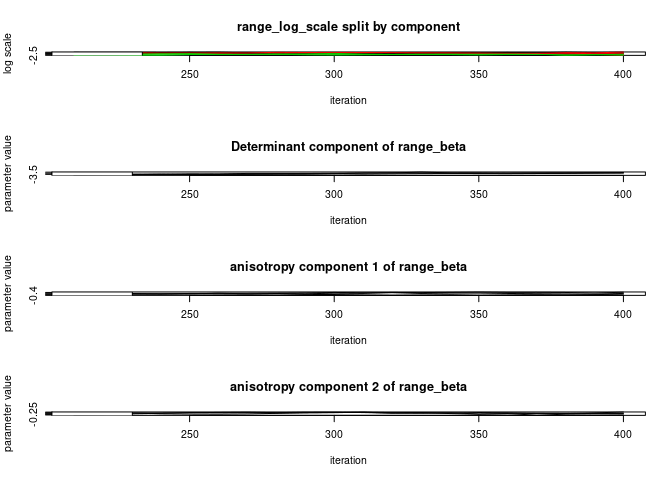 range_log_scale split by component
log scale
-2.5
250 300 350 400
iteration
Determinant component of range_beta
parameter value
-3.5
250 300 350 400
iteration
anisotropy component 1 of range_beta
parameter value
-0.4
250 300 350 400
iteration
anisotropy component 2 of range_beta
parameter value
-0.25
250 300 350 400
iteration